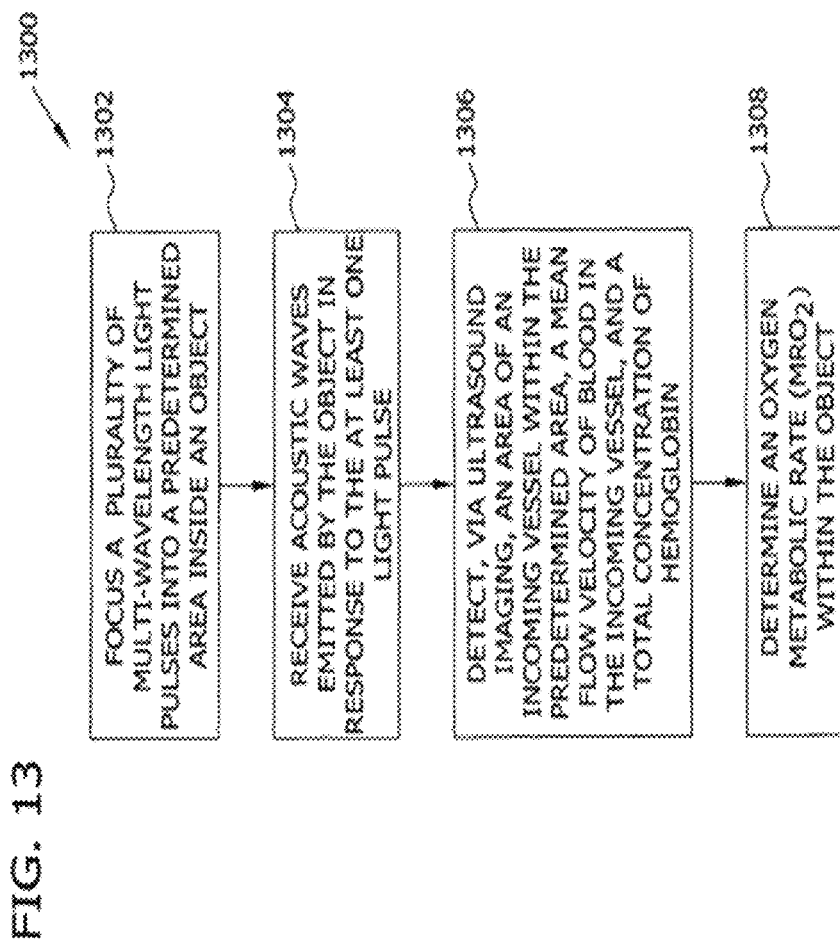 FIG. 13
1300
1302
FOCUS A PLURALITY OF
MULTI-WAVELENGTH LIGHT
PULSES INTO A PREDETERMINED
AREA INSIDE AN OBJECT
1304
RECEIVE ACOUSTIC WAVES
EMITTED BY THE OBJECT IN
RESPONSE TO THE AT LEAST ONE
LIGHT PULSE
1306
DETECT, VIA ULTRASOUND
IMAGING, AN AREA OF AN
INCOMING VESSEL WITHIN THE
PREDETERMINED AREA, A MEAN
FLOW VELOCITY OF BLOOD IN
THE INCOMING VESSEL, AND A
TOTAL CONCENTRATION OF
HEMOGLOBIN
1308
DETERMINE AN OXYGEN
METABOLIC RATE (MRO₂)
WITHIN THE OBJECT